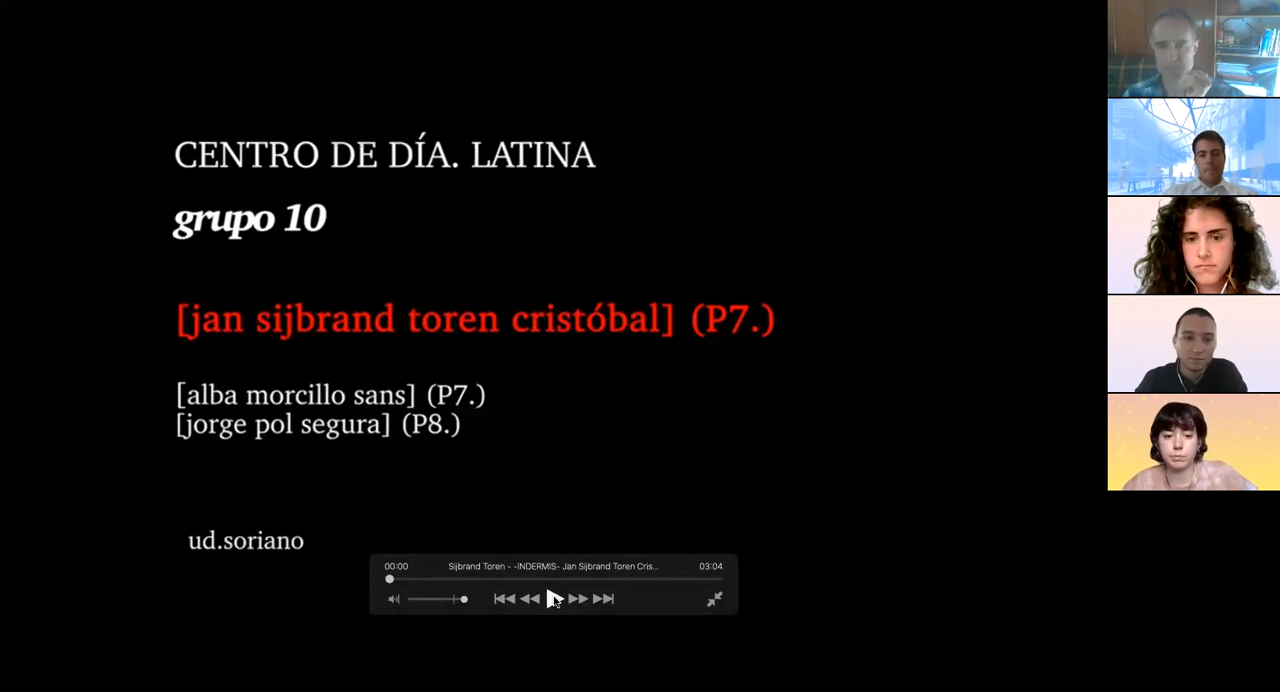 CENTRO DE DÍA. LATINA
grupo 10
[jan sijbrand toren cristóbal] (P7.)
[alba morcillo sans] (P7.)
[jorge pol segura] (P8.)
ud.soriano
00:00 Sijbrand Toren - -INDERMIS- Jan Sijbrand Toren Cris... 03:04